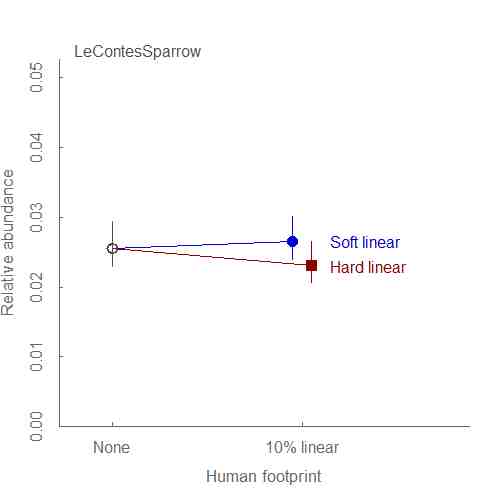 LeContesSparrow
Relative abundance
0.05
0.04
0.03
0.02
0.01
0.00
Soft linear
Hard linear
None
10% linear
Human footprint